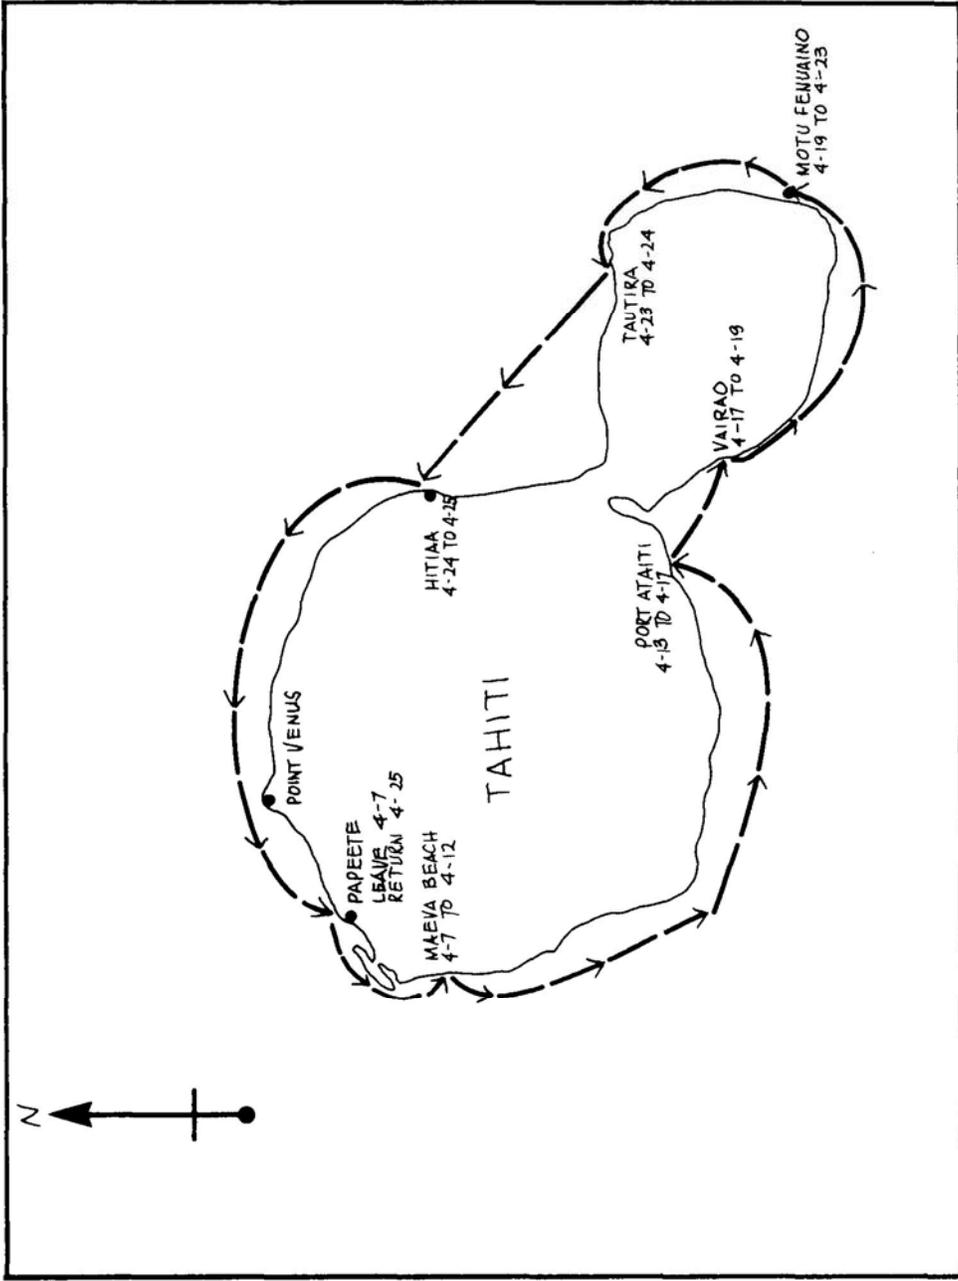 N
POINT VENUS
PAPEETE
LEAVE 4-7
RETURN 4-25
MAEVA BEACH
4-7 TO 4-12
TAHITI
HITIAA
4-24 TO 4-25
PORT ATAITI
4-13 TO 4-17
VAIRAO
4-17 TO 4-19
TAUTIRA
4-23 TO 4-24
MOTU FENUAINO
4-19 TO 4-23